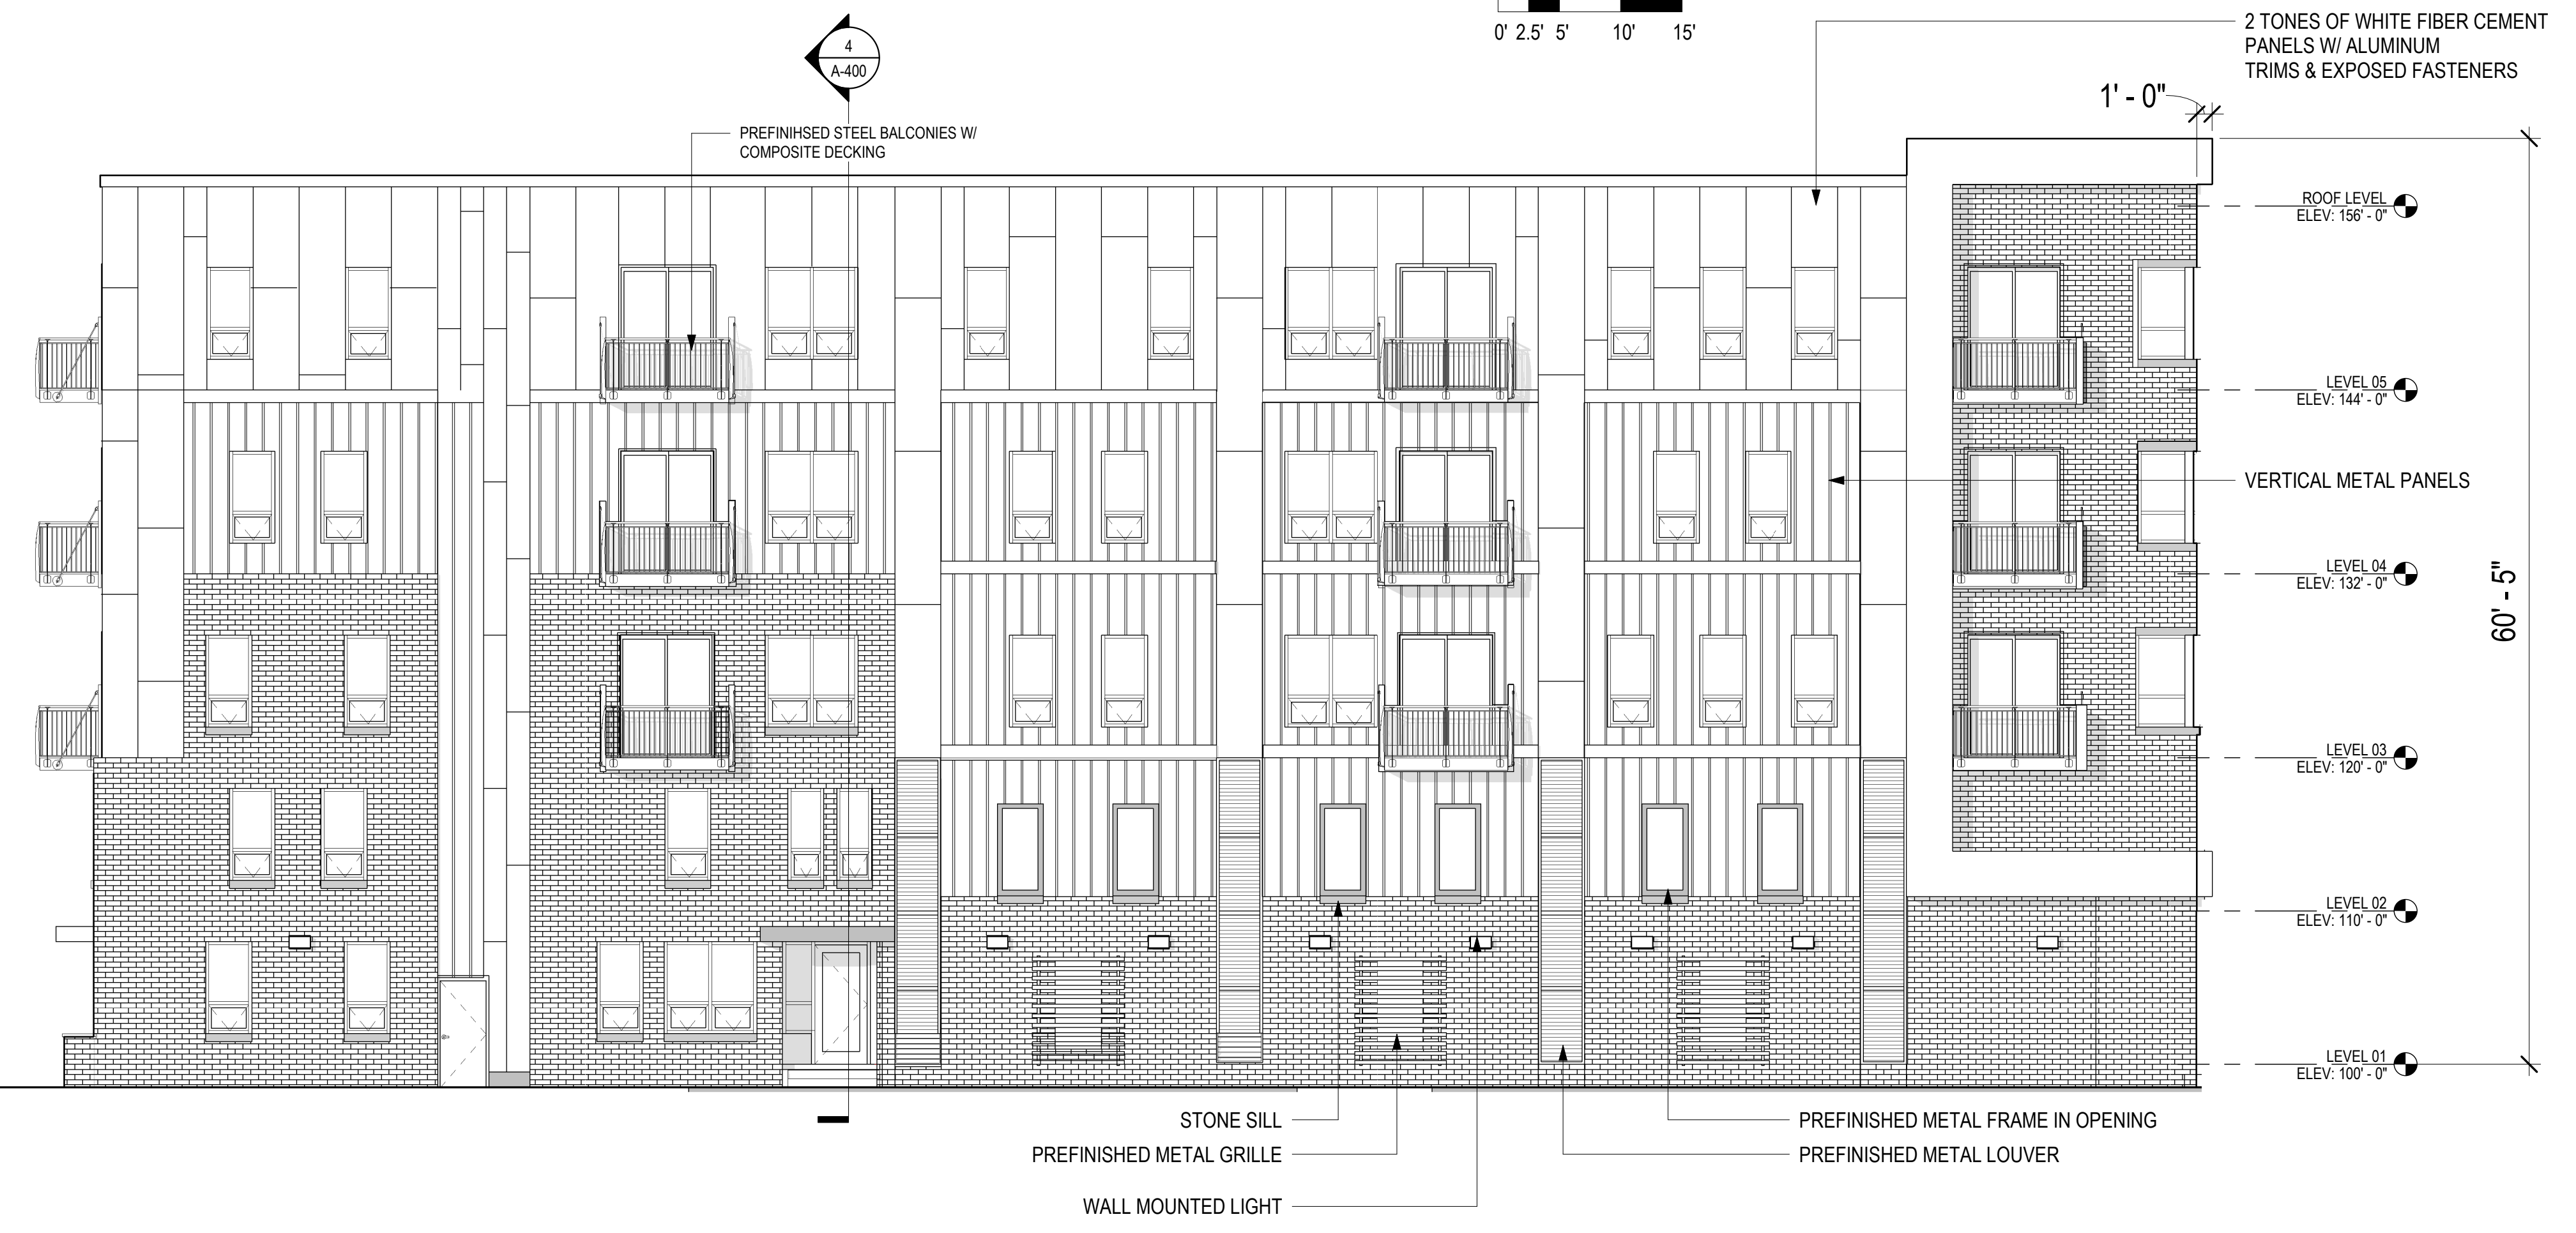 0' 2.5' 5' 10' 15'
2 TONES OF WHITE FIBER CEMENT
PANELS W/ ALUMINUM
TRIMS & EXPOSED FASTENERS
4
A-400
1' - 0"
PREFINIHSED STEEL BALCONIES W/
COMPOSITE DECKING
ROOF LEVEL
ELEV: 156' - 0"
LEVEL 05
ELEV: 144' - 0"
VERTICAL METAL PANELS
LEVEL 04
ELEV: 132' - 0"
60' - 5"
LEVEL 03
ELEV: 120' - 0"
LEVEL 02
ELEV: 110' - 0"
LEVEL 01
ELEV: 100' - 0"
STONE SILL
PREFINISHED METAL FRAME IN OPENING
PREFINISHED METAL GRILLE
PREFINISHED METAL LOUVER
WALL MOUNTED LIGHT